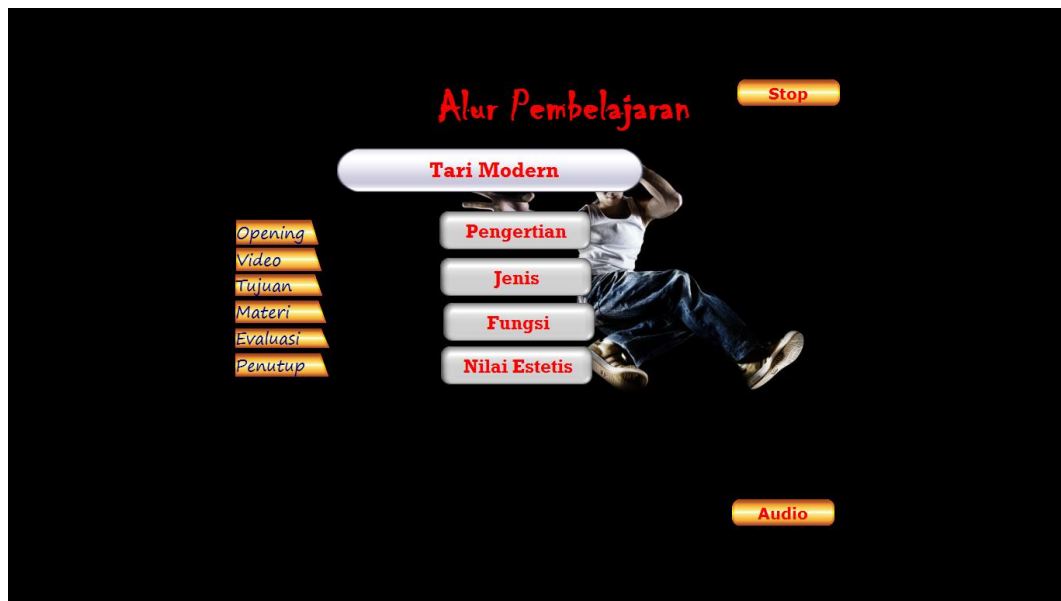 Alur Pembelajaran
Stop
Tari Modern
Opening
Video
Tujuan
Materi
Evaluasi
Penutup
Pengertian
Jenis
Fungsi
Nilai Estetis
Audio